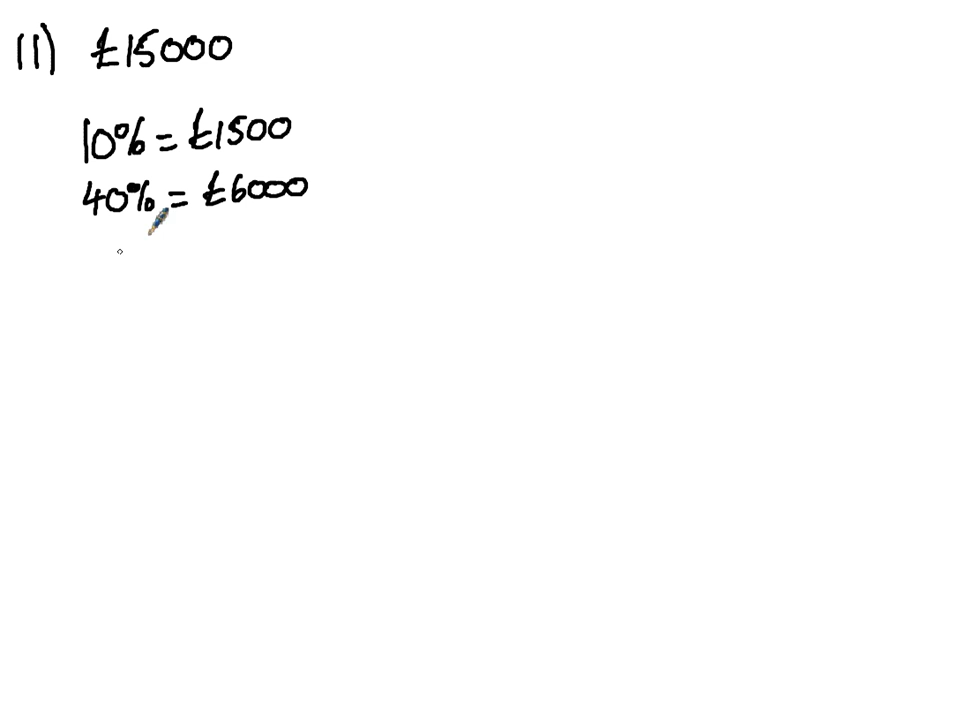 11) £15000
10% = £1500
40% = £6000